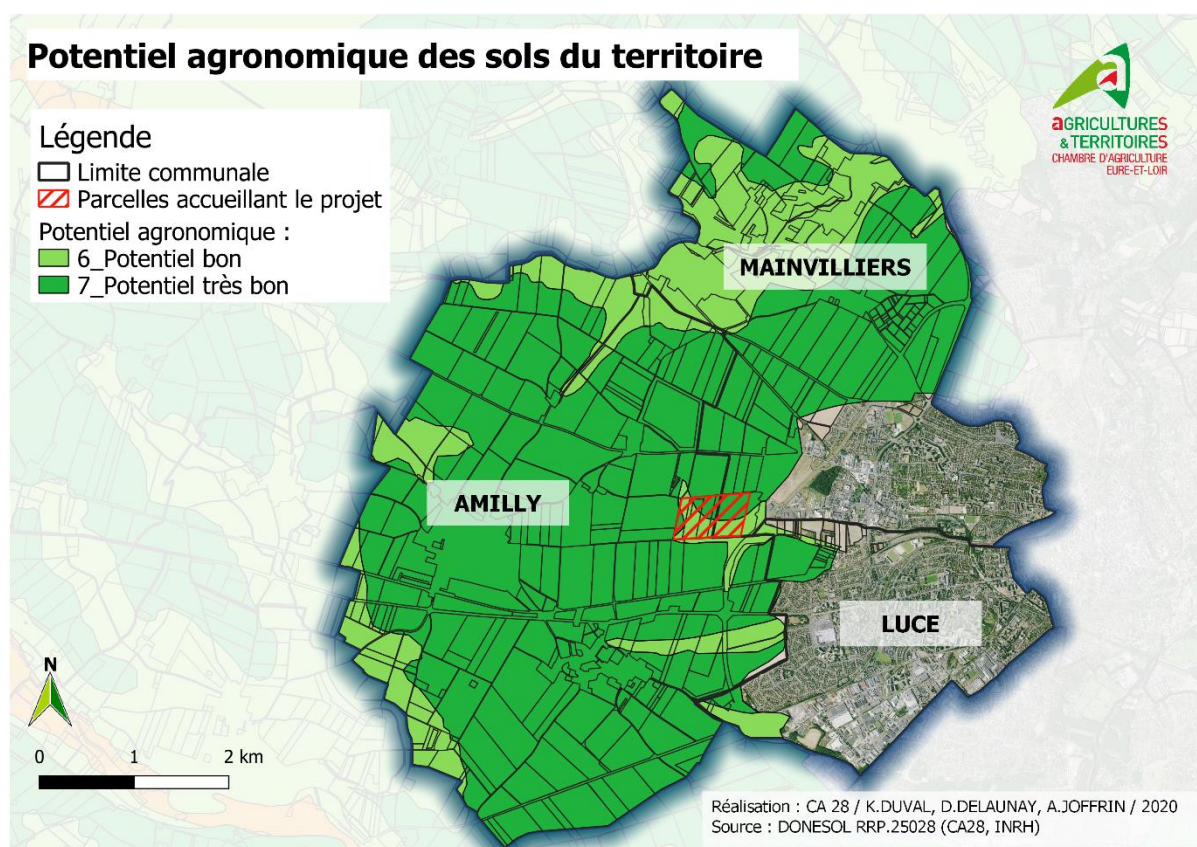 Potentiel agronomique des sols du territoire
a
AGRICULTURES
& TERRITOIRES
CHAMBRE D'AGRICULTURE
EURE-ET-LOIR
Légende
Limite communale
Parcelles accueillant le projet
Potentiel agronomique :
6_Potentiel bon
7_Potentiel très bon
MAINVILLIERS
AMILLY
LUCE
N
0 1 2 km
Réalisation : CA 28 / K.DUVAL, D.DELAUNAY, A.JOFFRIN / 2020
Source : DONESOL RRP.25028 (CA28, INRH)